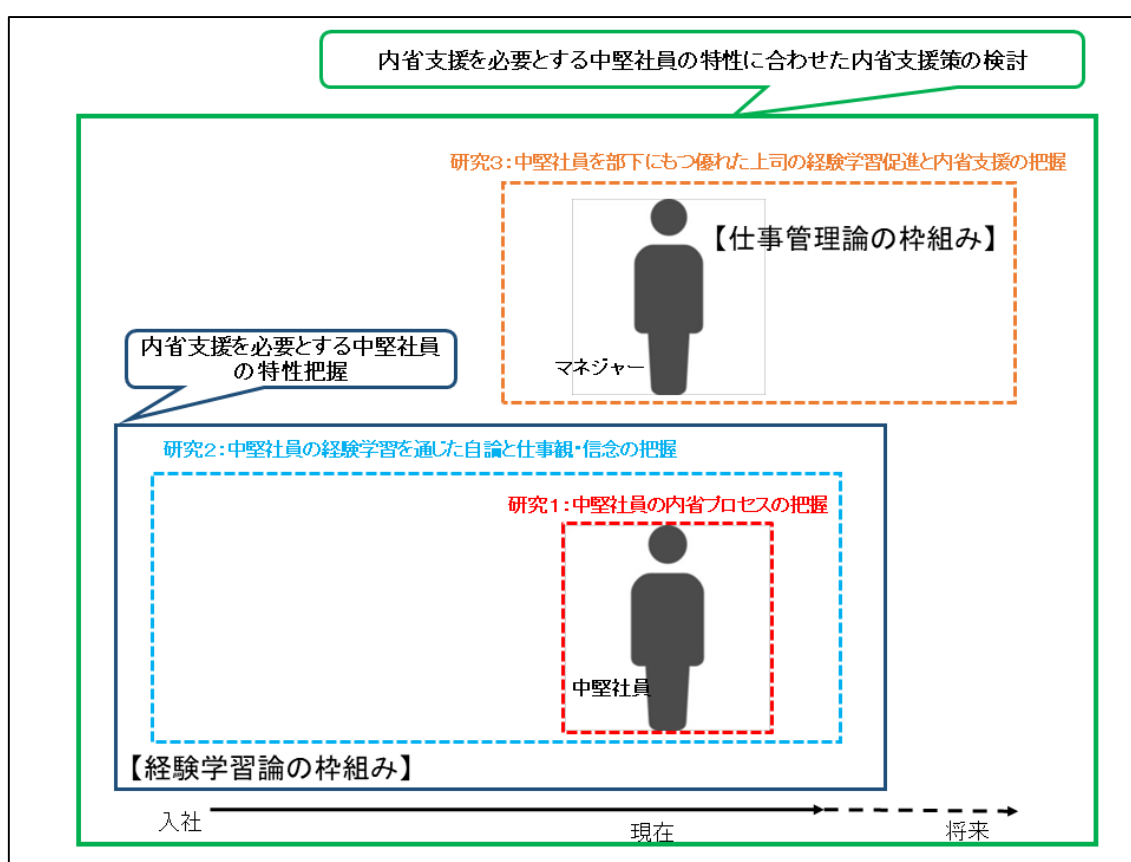 内省支援を必要とする中堅社員の特性に合わせた内省支援策の検討
研究3：中堅社員を部下にもつ優れた上司の経験学習促進と内省支援の把握
【仕事管理論の枠組み】
マネジャー
内省支援を必要とする中堅社員
の特性把握
研究2：中堅社員の経験学習を通じた自論と仕事観・信念の把握
研究1：中堅社員の内省プロセスの把握
中堅社員
【経験学習論の枠組み】
入社
現在
将来